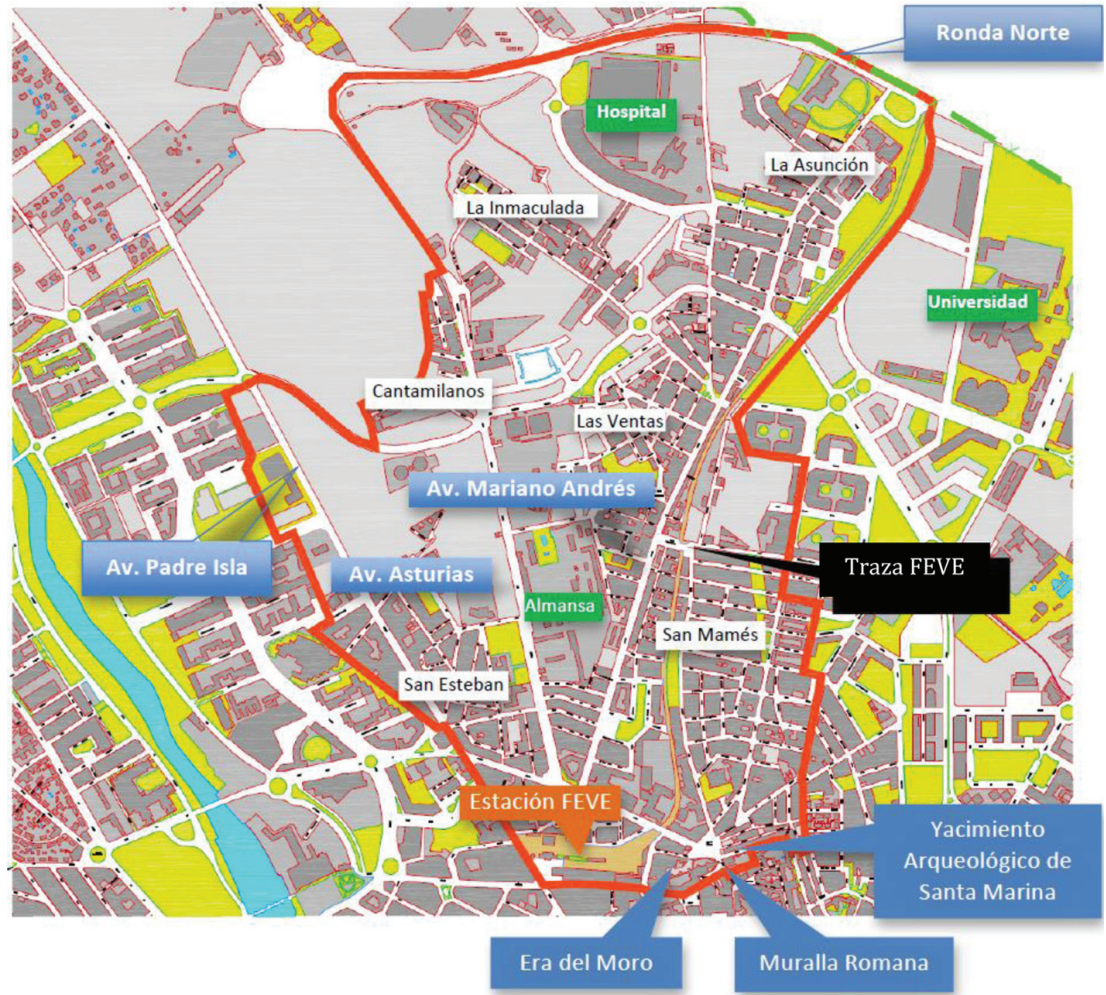 Ronda Norte
Hospital
La Asunción
La Inmaculada
Universidad
Cantamilanos
Las Ventas
Av. Mariano Andrés
Av. Padre Isla
Av. Asturias
Traza FEVE
Almansa
San Mamés
San Esteban
Estación FEVE
Yacimiento
Arqueológico de
Santa Marina
Era del Moro
Muralla Romana